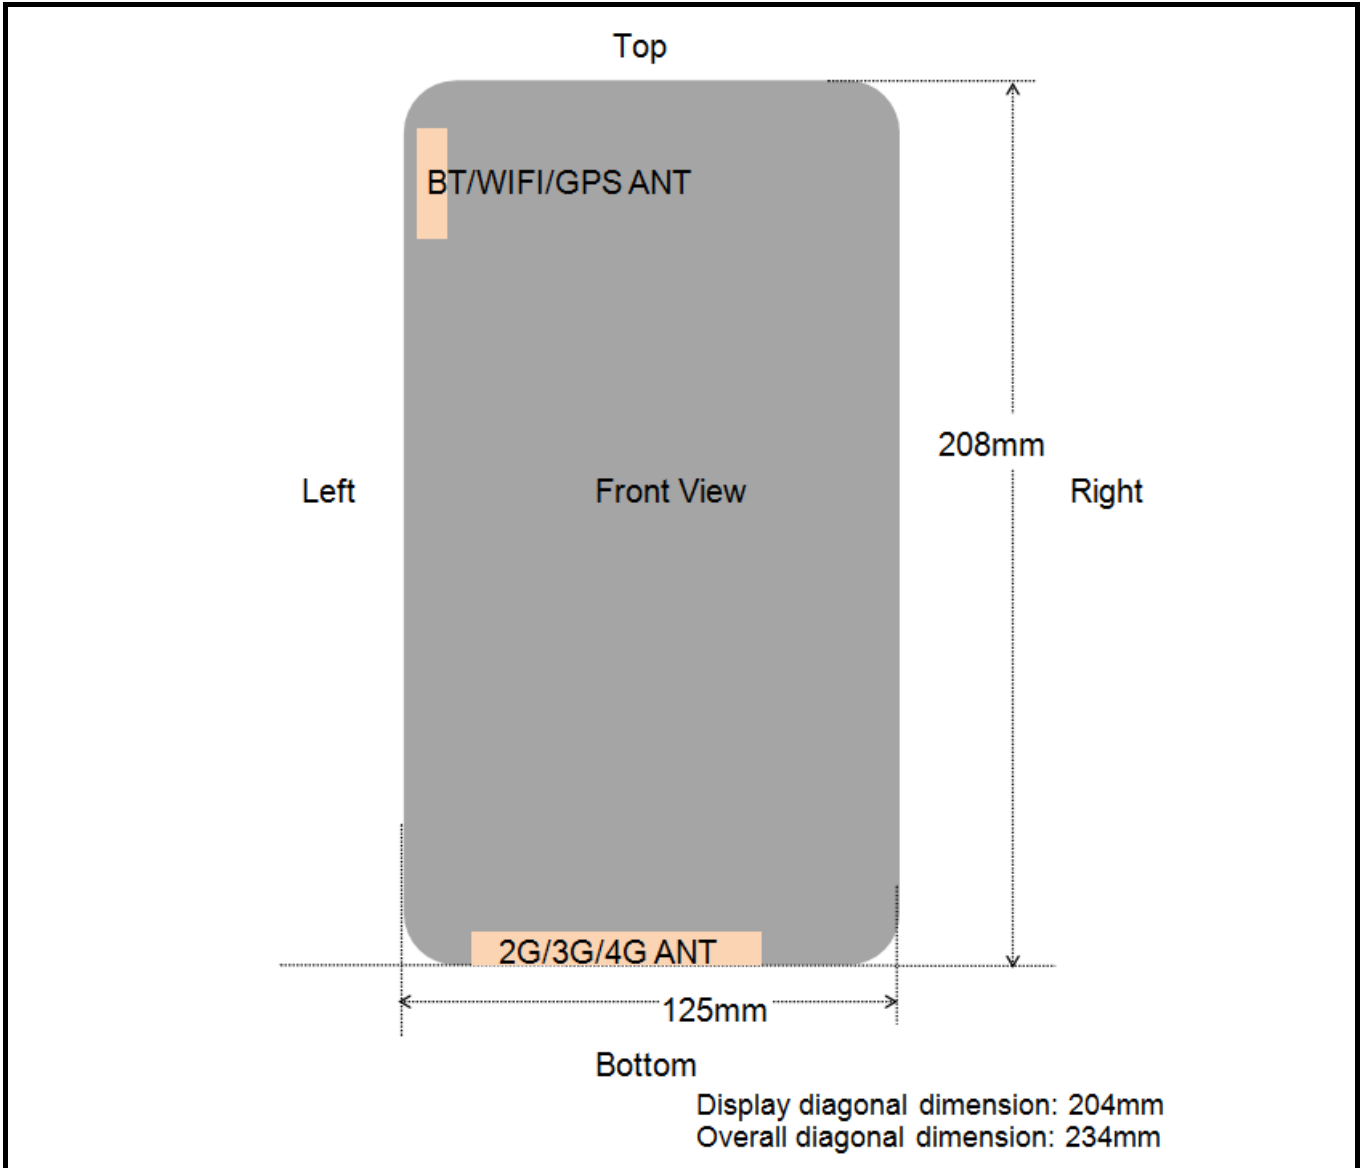 Top
BT/WIFI/GPS ANT
208mm
Left
Front View
Right
2G/3G/4G ANT
125mm
Bottom
Display diagonal dimension: 204mm
Overall diagonal dimension: 234mm